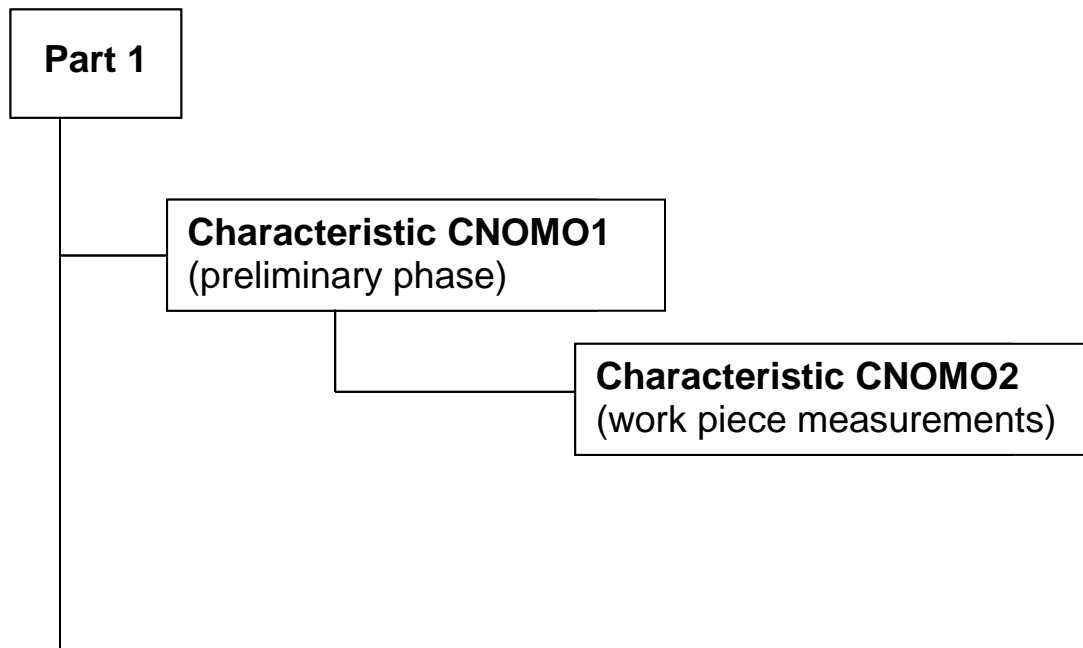 Part 1
Characteristic CNOMO1
(preliminary phase)
Characteristic CNOMO2
(work piece measurements)